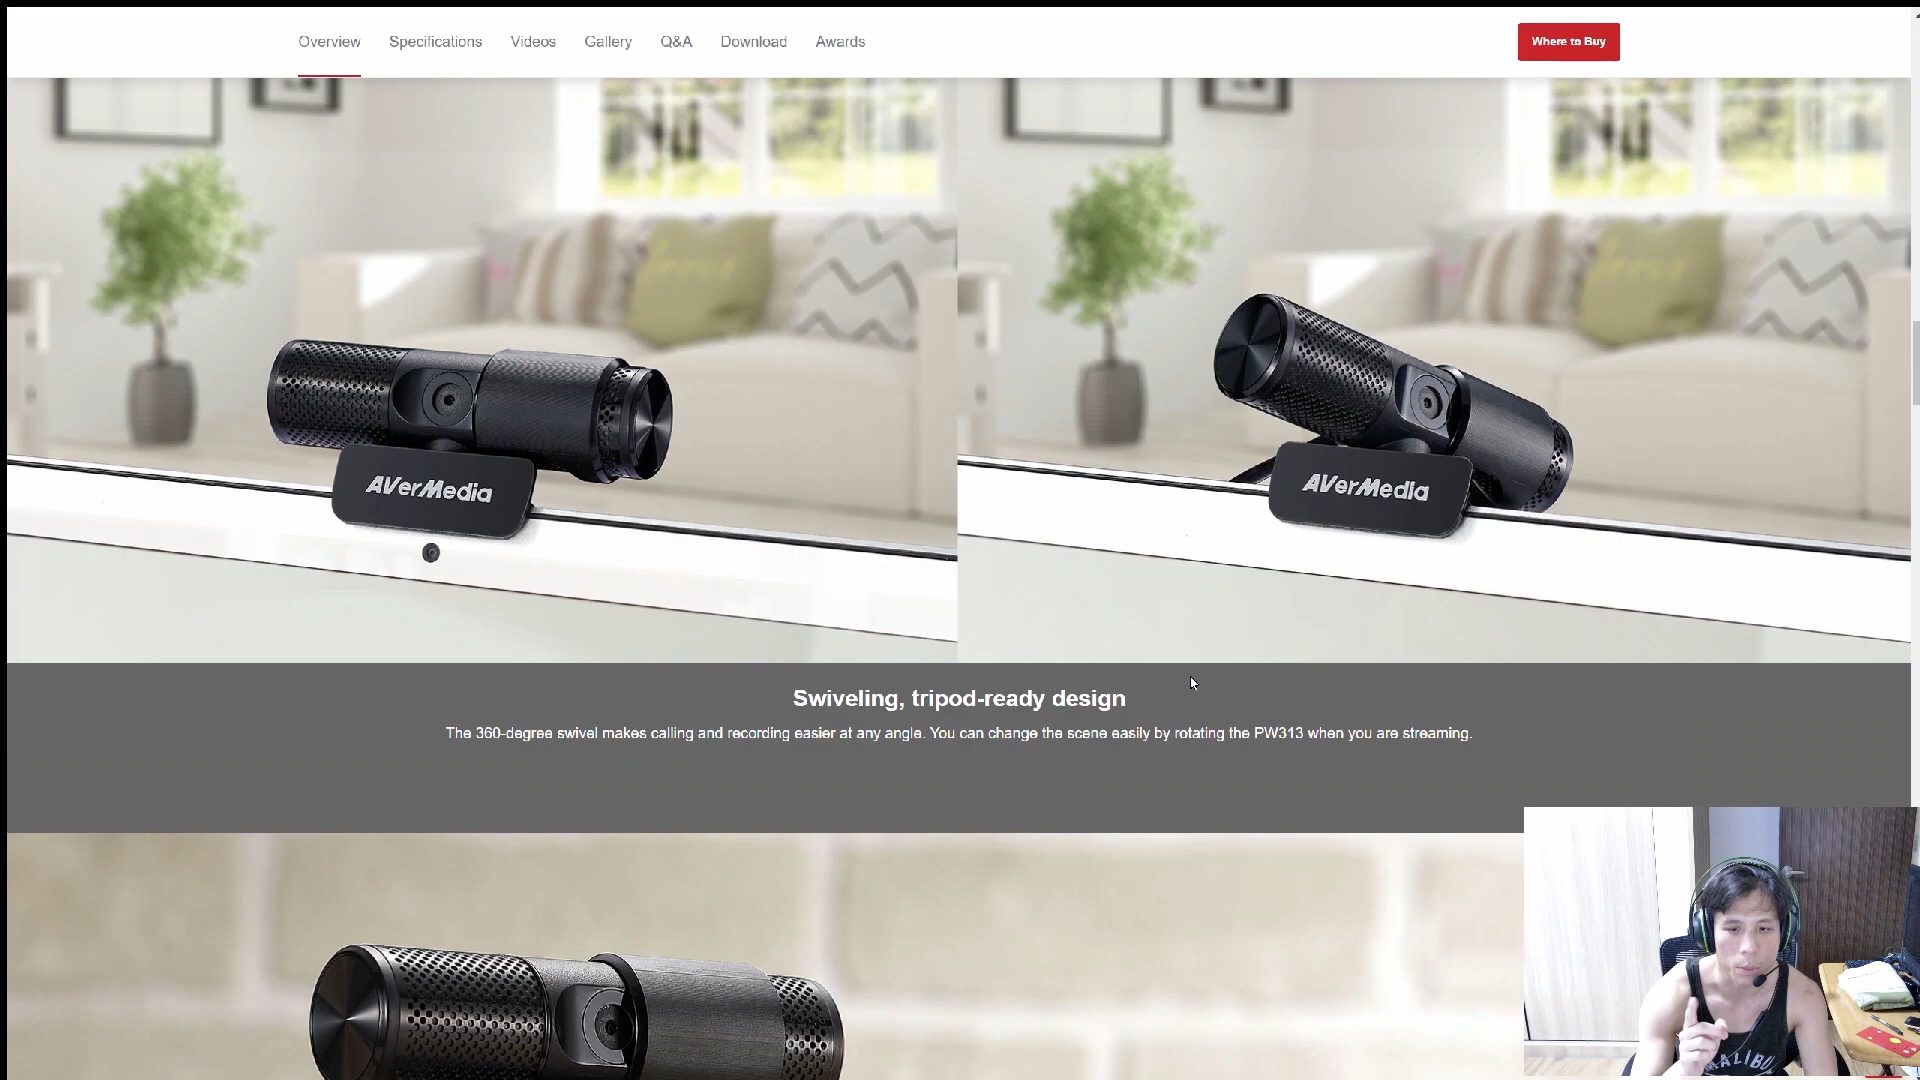 Overview Specifications Videos Gallery Q&A Download Awards Where to Buy
AVerMedia AVerMedia
Swiveling, tripod-ready design
The 360-degree swivel makes calling and recording easier at any angle. You can change the scene easily by rotating the PW313 when you are streaming.